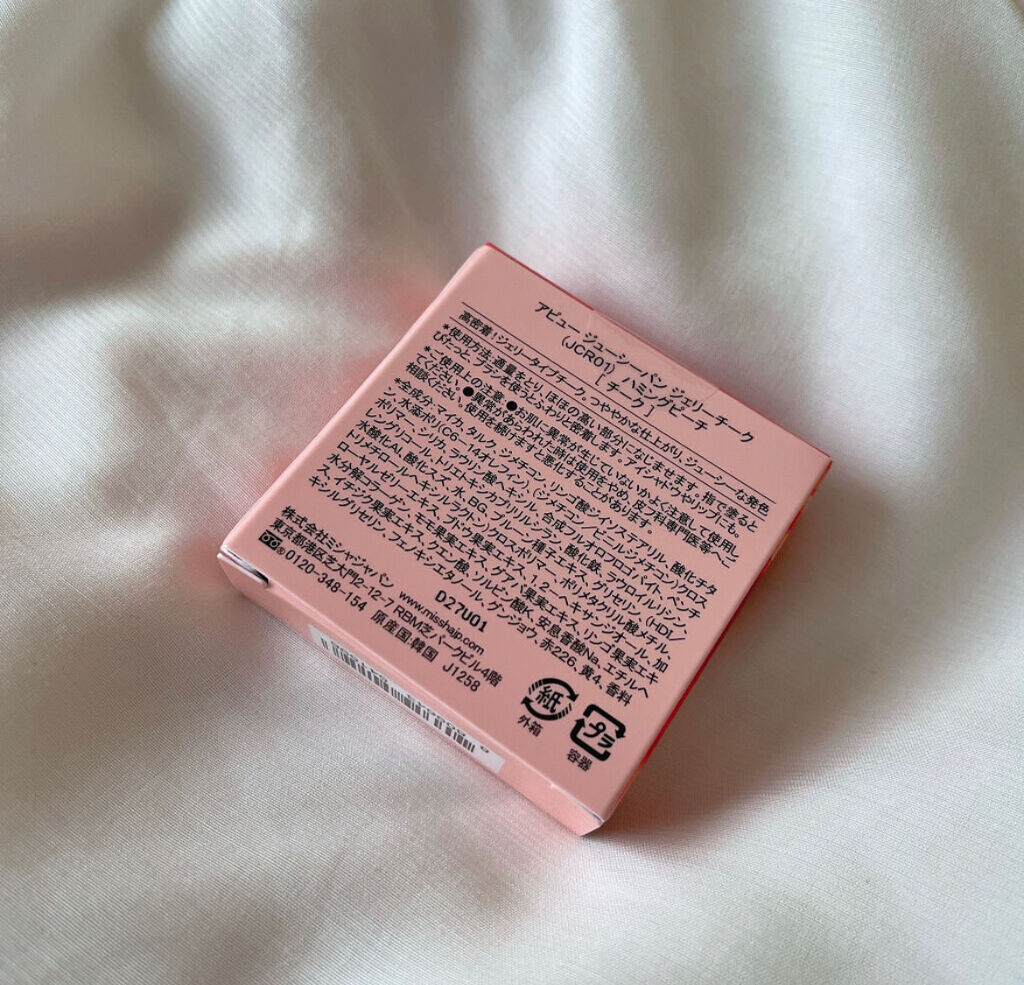 アピュー ジューシーパン ジェリーチーク
(JCR01) ハミングピーチ
[ チーク ]
高密着！ジェリータイプチーク。つややかな仕上がり、ジューシーな発色
*使用方法:適量をとり、ほほの高い部分になじませます。指で塗ると
ぴたっと、ブラシを使うとふわりと密着します。アイシャドウやリップにも。
*ご使用上の注意 ●お肌に異常が生じていないかよく注意して使用し
てください。●異常があらわれた時は使用をやめ、皮フ科専門医等へご
相談ください。使用を続けますと悪化することがあります。
*全成分:マイカ、タルク、ジメチコン、リンゴ酸ジイソステアリル、酸化チタ
ン、水添ポリ(C6-14オレフィン)、(ジメチコン/ビニルジメチコン)クロス
ポリマー、シリカ、ラウリン酸ヘキシル、合成フルオロフロゴパイト、ペンチ
レングリコール、トリエトキシカプリリルシラン、酸化鉄、ラウロイルリシン、
水酸化Al、酸化スズ、水、BG、プルーン種子エキス、グリセリン、(HDI/
トリメチロールヘキシルラクトン)クロスポリマー、ポリメタクリル酸メチル、
ローヤルゼリーエキス、ブドウ果実エキス、1,2-ヘキサンジオール、加
水分解コラーゲン、モモ果実エキス、グアバ果実エキス、リンゴ果実エキ
ス、イチジク果実エキス、クエン酸、ソルビン酸K、安息香酸Na、エチルヘ
キシルグリセリン、フェノキシエタノール、ゲンジョウ、赤226、黄4、香料
D27U01
株式会社ミシャジャパン www.misshajp.com
東京都港区芝大門2-12-7 RBM芝パークビル4階
0120-348-154 原産国:韓国 J1258
紙
外箱
プラ
容器